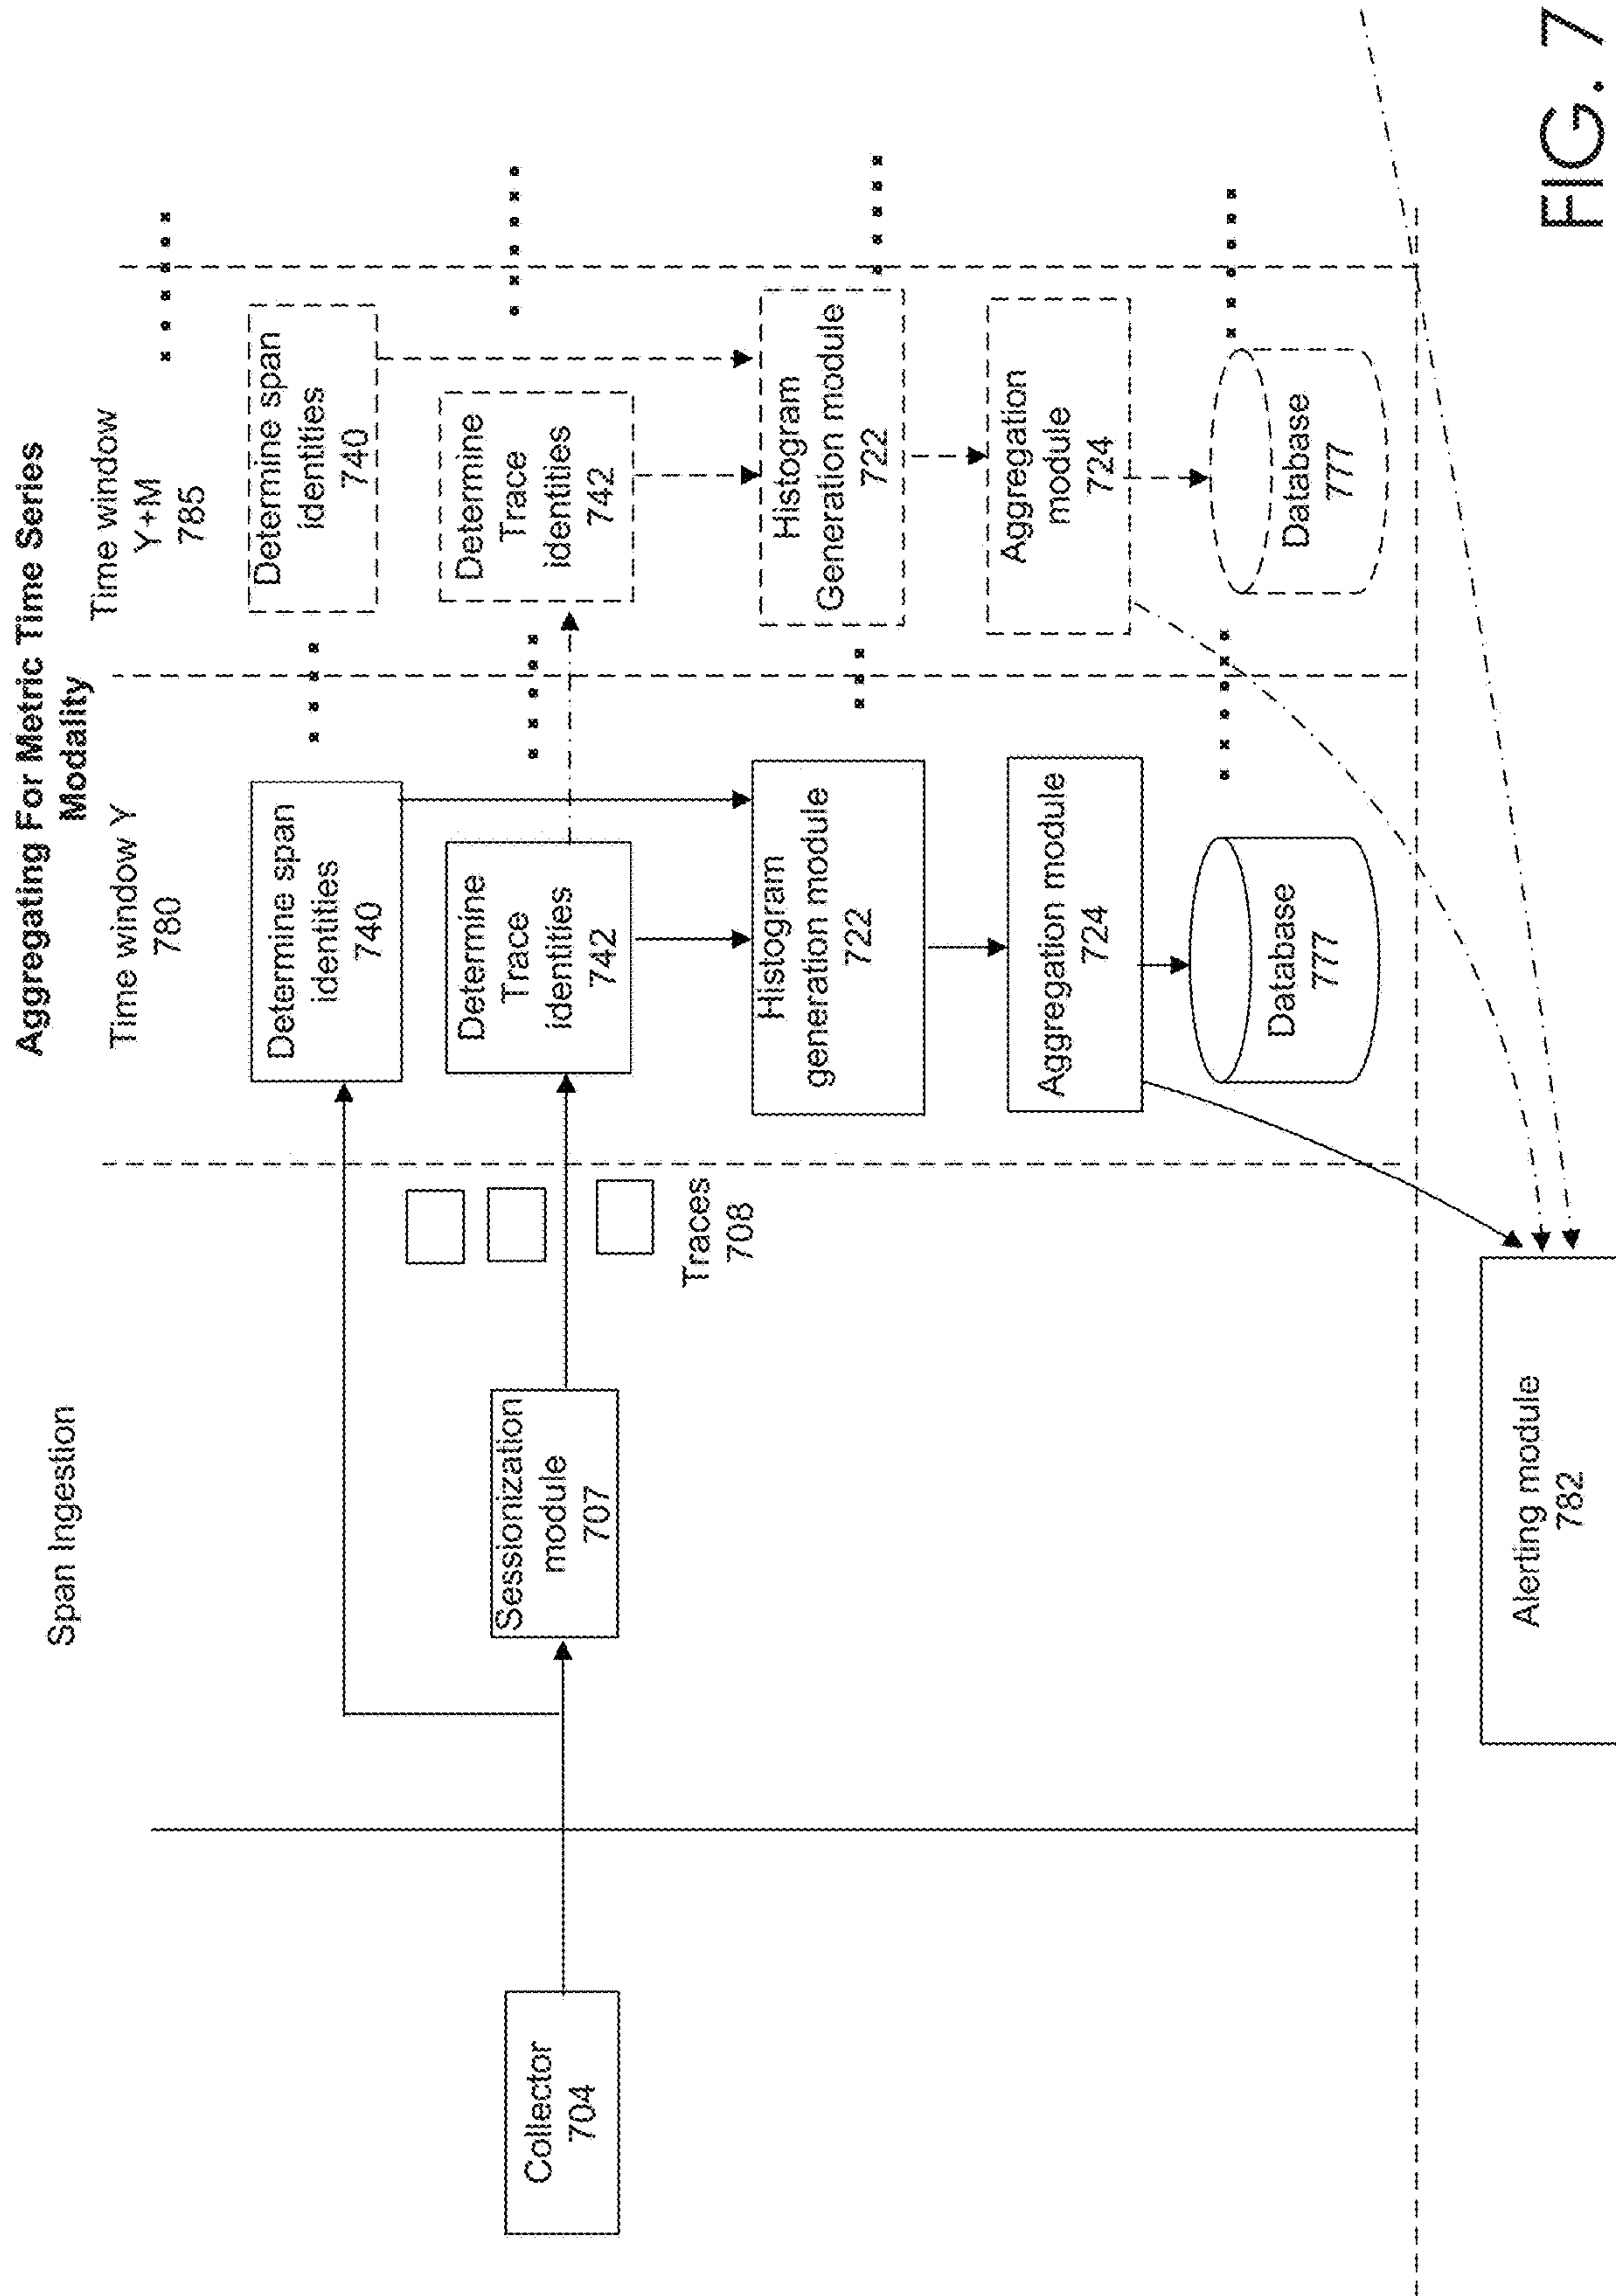 Aggregating For Metric Time Series
Modality
Span Ingestion
Time window Y
780
Time window
Y+M
785
Collector
704
Sessionization
module
707
Traces
708
Determine span
identities
740
Determine
Trace
identities
742
Histogram
generation module
722
Aggregation module
724
Database
777
Determine span
identities
740
Determine
Trace
identities
742
Histogram
Generation module
722
Aggregation
module
724
Database
777
Alerting module
782
FIG. 7